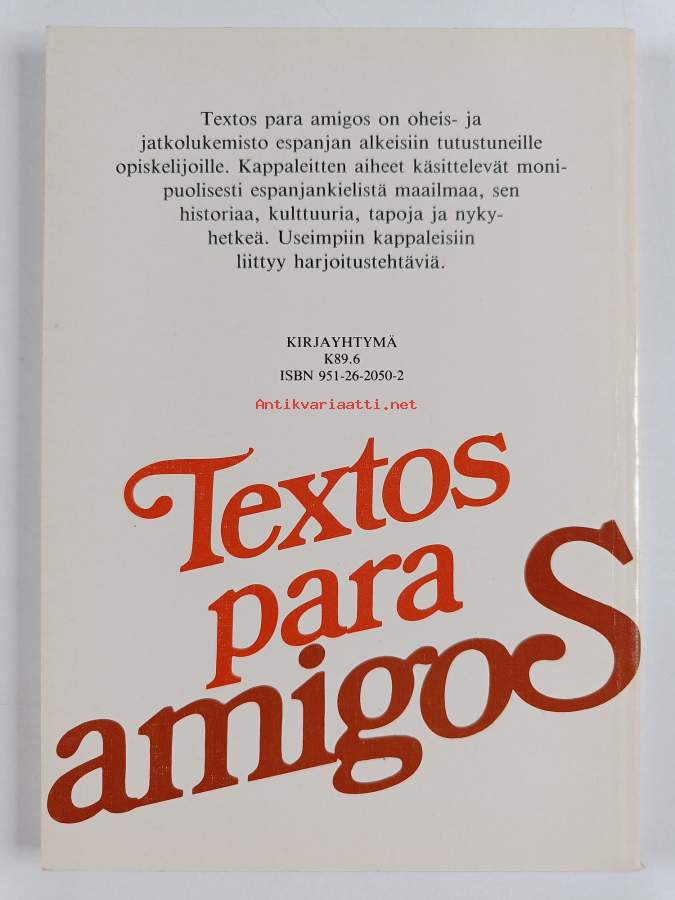 Textos para amigos on oheis- ja
jatkolukemisto espanjan alkeisiin tutustuneille
opiskelijoille. Kappaleitten aiheet käsittelevät moni-
puolisesti espanjankielistä maailmaa, sen
historiaa, kulttuuria, tapoja ja nyky-
hetkeä. Useimpiin kappaleisiin
liittyy harjoitustehtäviä.
KIRJAYHTYMÄ
K89.6
ISBN 951-26-2050-2
Antikvariaatti.net
Textos
para
amigos